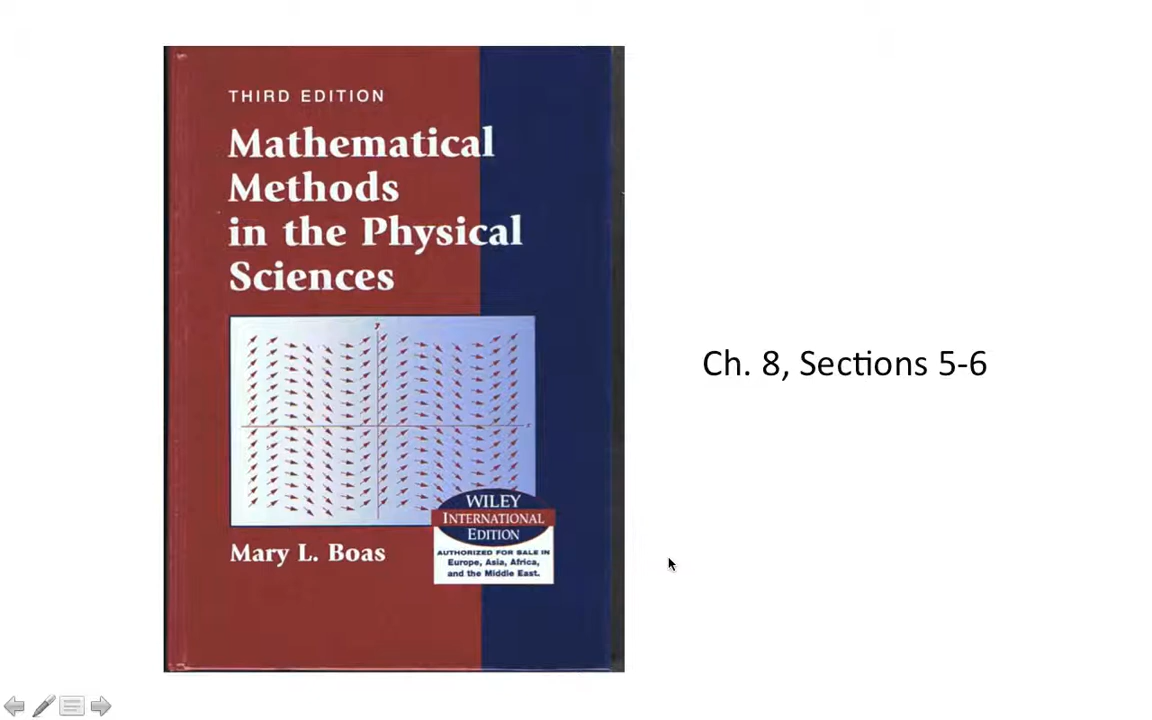 THIRD EDITION
Mathematical
Methods
in the Physical
Sciences
y
x
WILEY
INTERNATIONAL
EDITION
AUTHORIZED FOR SALE IN
Europe, Asia, Africa,
and the Middle East.
Mary L. Boas
Ch. 8, Sections 5-6